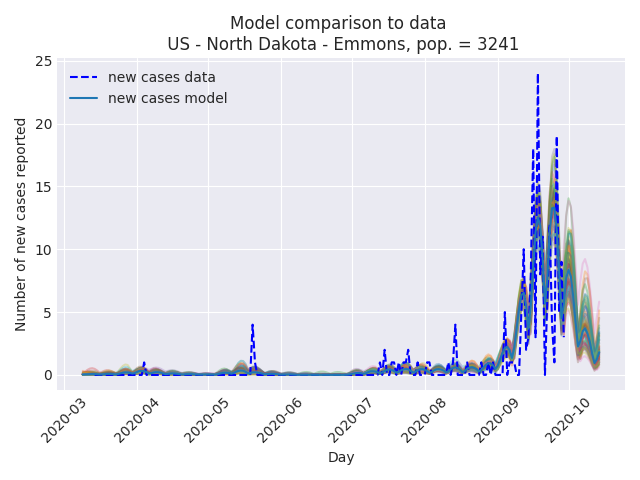 Model comparison to data
US - North Dakota - Emmons, pop. = 3241
new cases data
new cases model
Number of new cases reported
25
20
15
10
5
0
2020-03
2020-04
2020-05
2020-06
2020-07
2020-08
2020-09
2020-10
Day